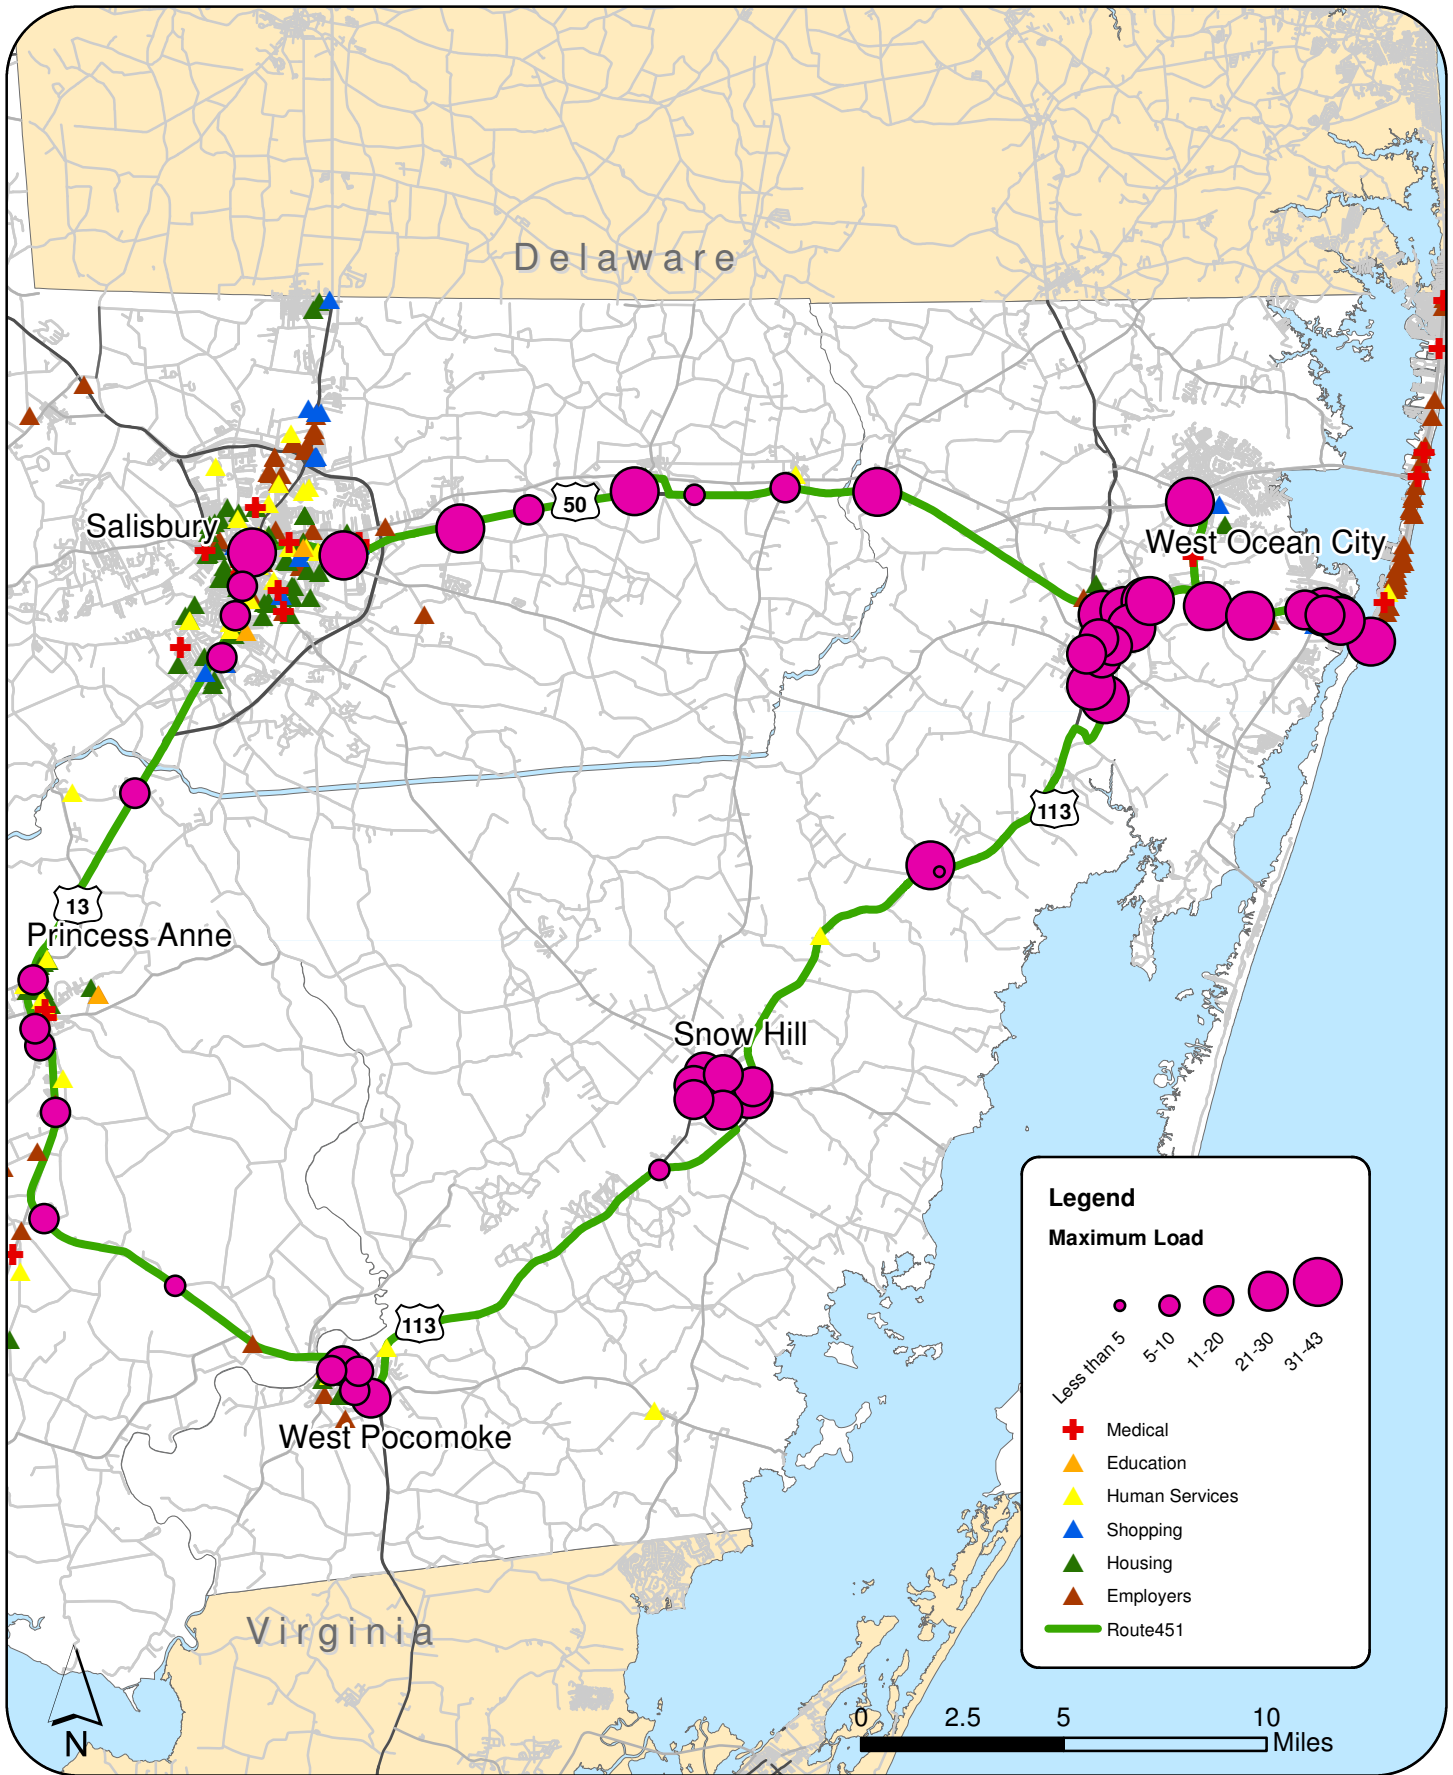 Delaware
50
Salisbury
West Ocean City
113
13
Princess Anne
Snow Hill
113
West Pocomoke
Virginia
N
Legend
Maximum Load
Less than 5
5-10
11-20
21-30
31-43
Medical
Education
Human Services
Shopping
Housing
Employers
Route451
0 2.5 5 10
Miles